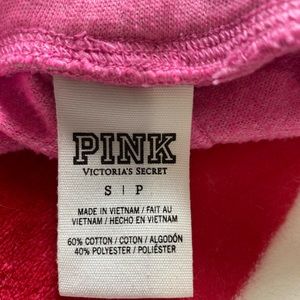 PINK
VICTORIA'S SECRET
S | P
MADE IN VIETNAM / FAIT AU
VIETNAM / HECHO EN VIETNAM
60% COTTON / COTON / ALGODÓN
40% POLYESTER / POLIÉSTER